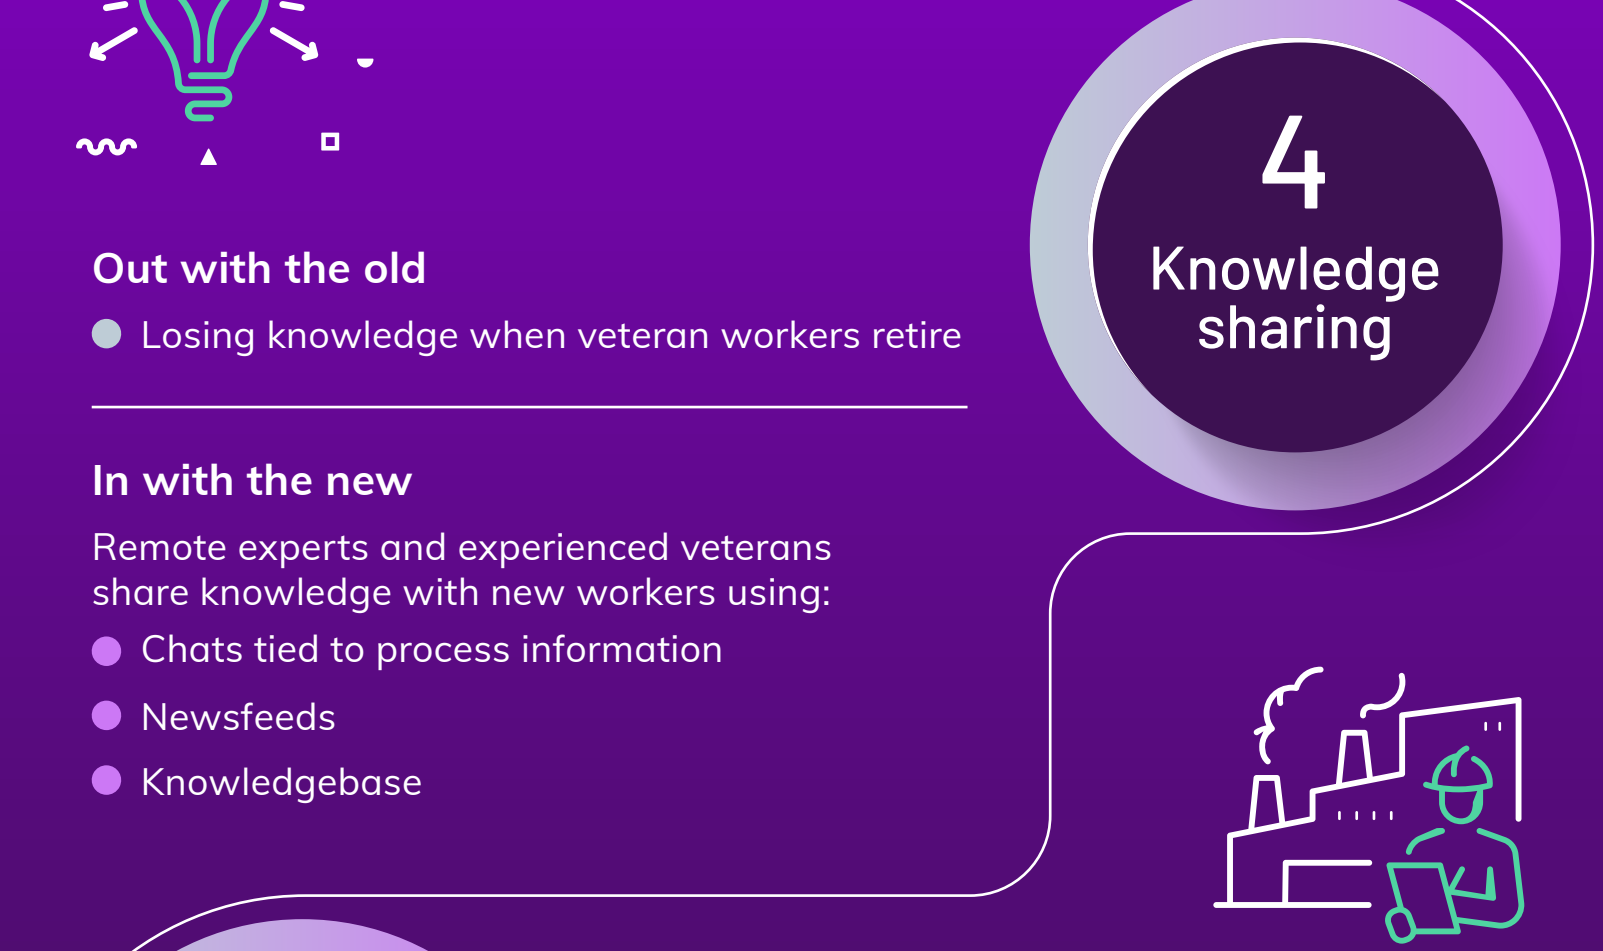 4
Knowledge
sharing
Out with the old
Losing knowledge when veteran workers retire
In with the new
Remote experts and experienced veterans
share knowledge with new workers using:
Chats tied to process information
Newsfeeds
Knowledgebase